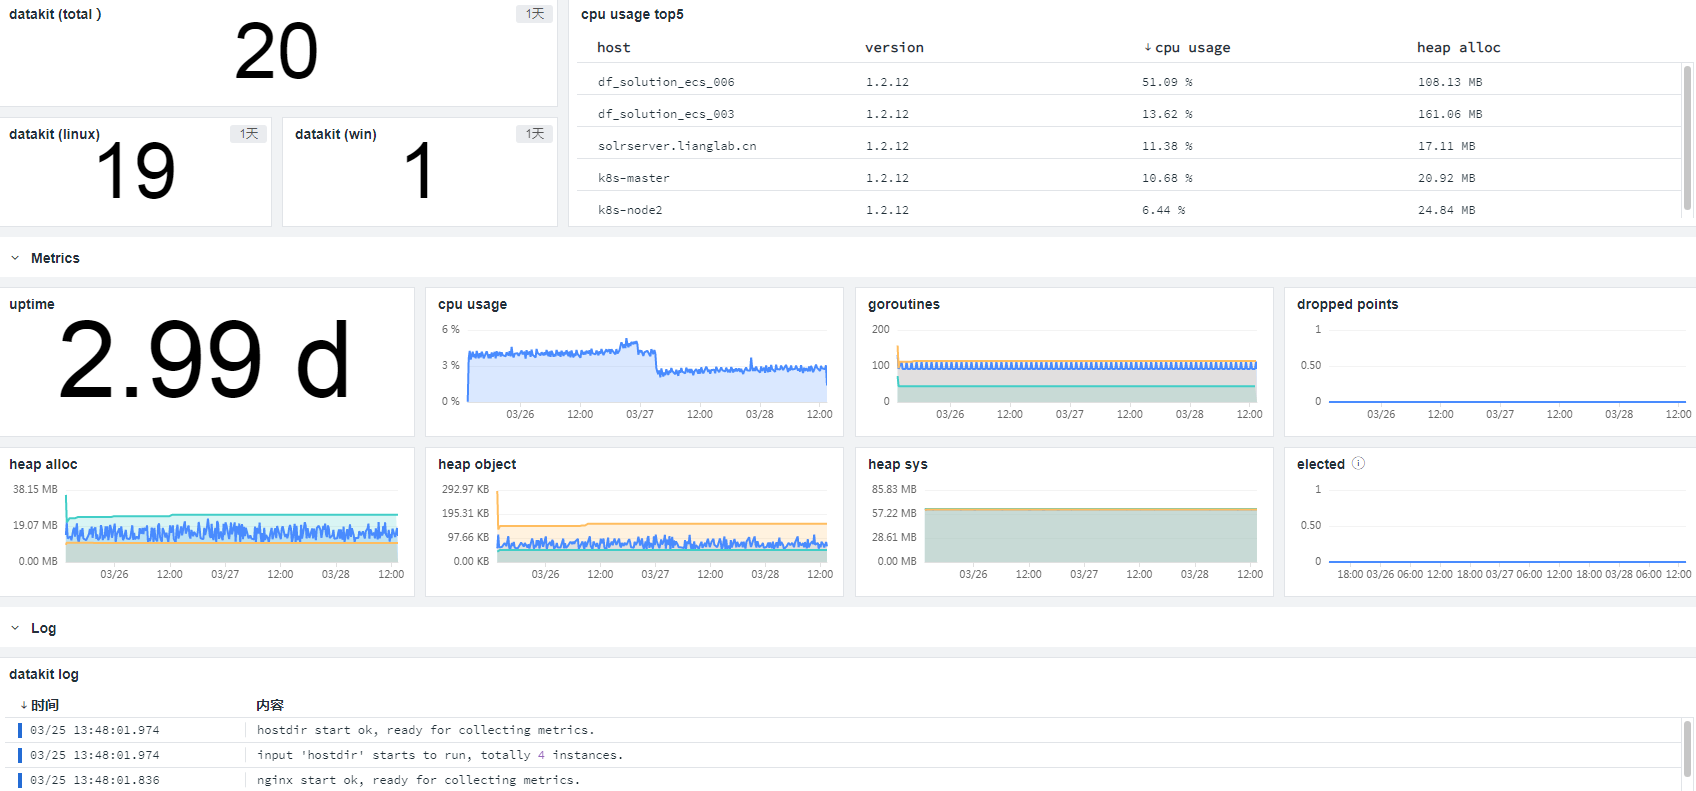 datakit (total ) 1天
20
datakit (linux) 1天
19
datakit (win) 1天
1
cpu usage top5
host version ↓ cpu usage heap alloc
df_solution_ecs_006 1.2.12 51.09 % 108.13 MB
df_solution_ecs_003 1.2.12 13.62 % 161.06 MB
solrserver.lianglab.cn 1.2.12 11.38 % 17.11 MB
k8s-master 1.2.12 10.68 % 20.92 MB
k8s-node2 1.2.12 6.44 % 24.84 MB
Metrics
uptime
2.99 d
cpu usage
6 %
3 %
0 %
03/26 12:00 03/27 12:00 03/28 12:00
goroutines
200
100
0
03/26 12:00 03/27 12:00 03/28 12:00
dropped points
1
0.50
0
03/26 12:00 03/27 12:00 03/28 12:00
heap alloc
38.15 MB
19.07 MB
0.00 MB
03/26 12:00 03/27 12:00 03/28 12:00
heap object
292.97 KB
195.31 KB
97.66 KB
0.00 KB
03/26 12:00 03/27 12:00 03/28 12:00
heap sys
85.83 MB
57.22 MB
28.61 MB
0.00 MB
03/26 12:00 03/27 12:00 03/28 12:00
elected
1
0.50
0
18:00 03/26 06:00 12:00 18:00 03/27 06:00 12:00 18:00 03/28 06:00 12:00
Log
datakit log
↓ 时间 内容
03/25 13:48:01.974 hostdir start ok, ready for collecting metrics.
03/25 13:48:01.974 input 'hostdir' starts to run, totally 4 instances.
03/25 13:48:01.836 nginx start ok, ready for collecting metrics.